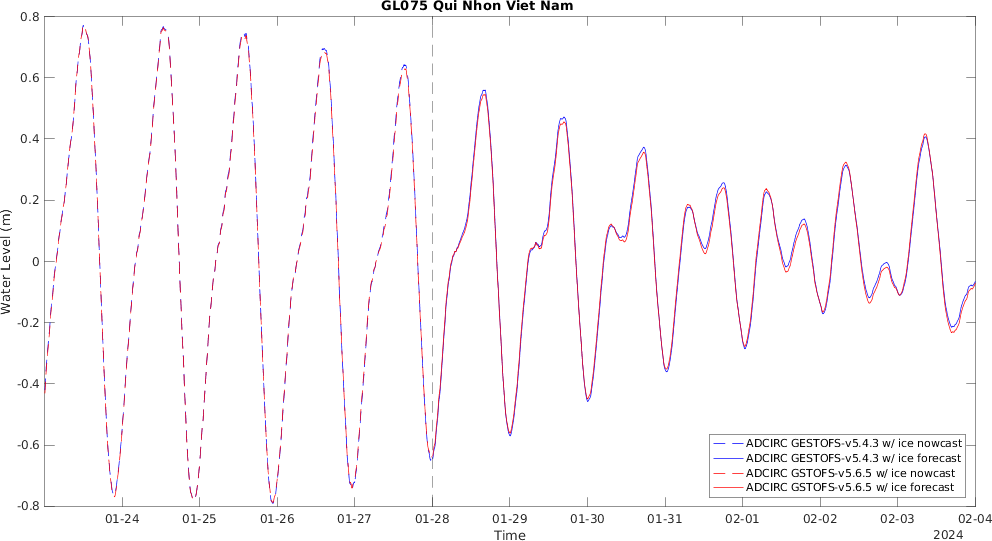 GL075 Qui Nhon Viet Nam
0.8
0.6
0.4
0.2
0
-0.2
-0.4
-0.6
-0.8
Water Level (m)
01-24 01-25 01-26 01-27 01-28 01-29 01-30 01-31 02-01 02-02 02-03 02-04
Time
2024
ADCIRC GESTOFS-v5.4.3 w/ ice nowcast
ADCIRC GESTOFS-v5.4.3 w/ ice forecast
ADCIRC GSTOFS-v5.6.5 w/ ice nowcast
ADCIRC GSTOFS-v5.6.5 w/ ice forecast